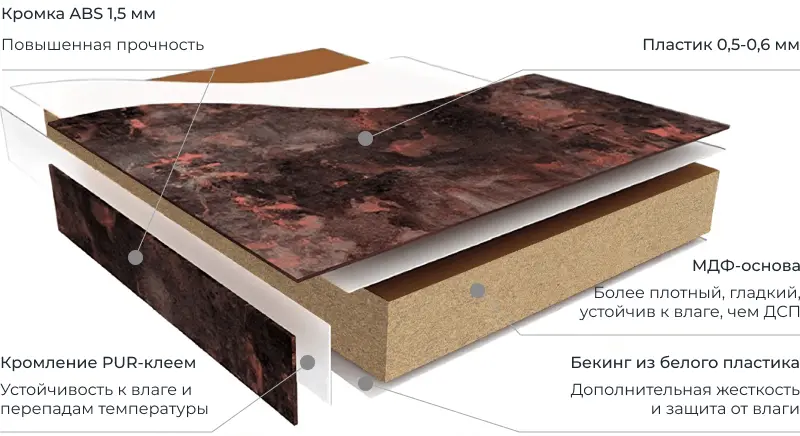 Кромка ABS 1,5 мм
Повышенная прочность
Пластик 0,5-0,6 мм
МДФ-основа
Более плотный, гладкий,
устойчив к влаге, чем ДСП
Кромление PUR-клеем
Устойчивость к влаге и
перепадам температуры
Бекинг из белого пластика
Дополнительная жесткость
и защита от влаги